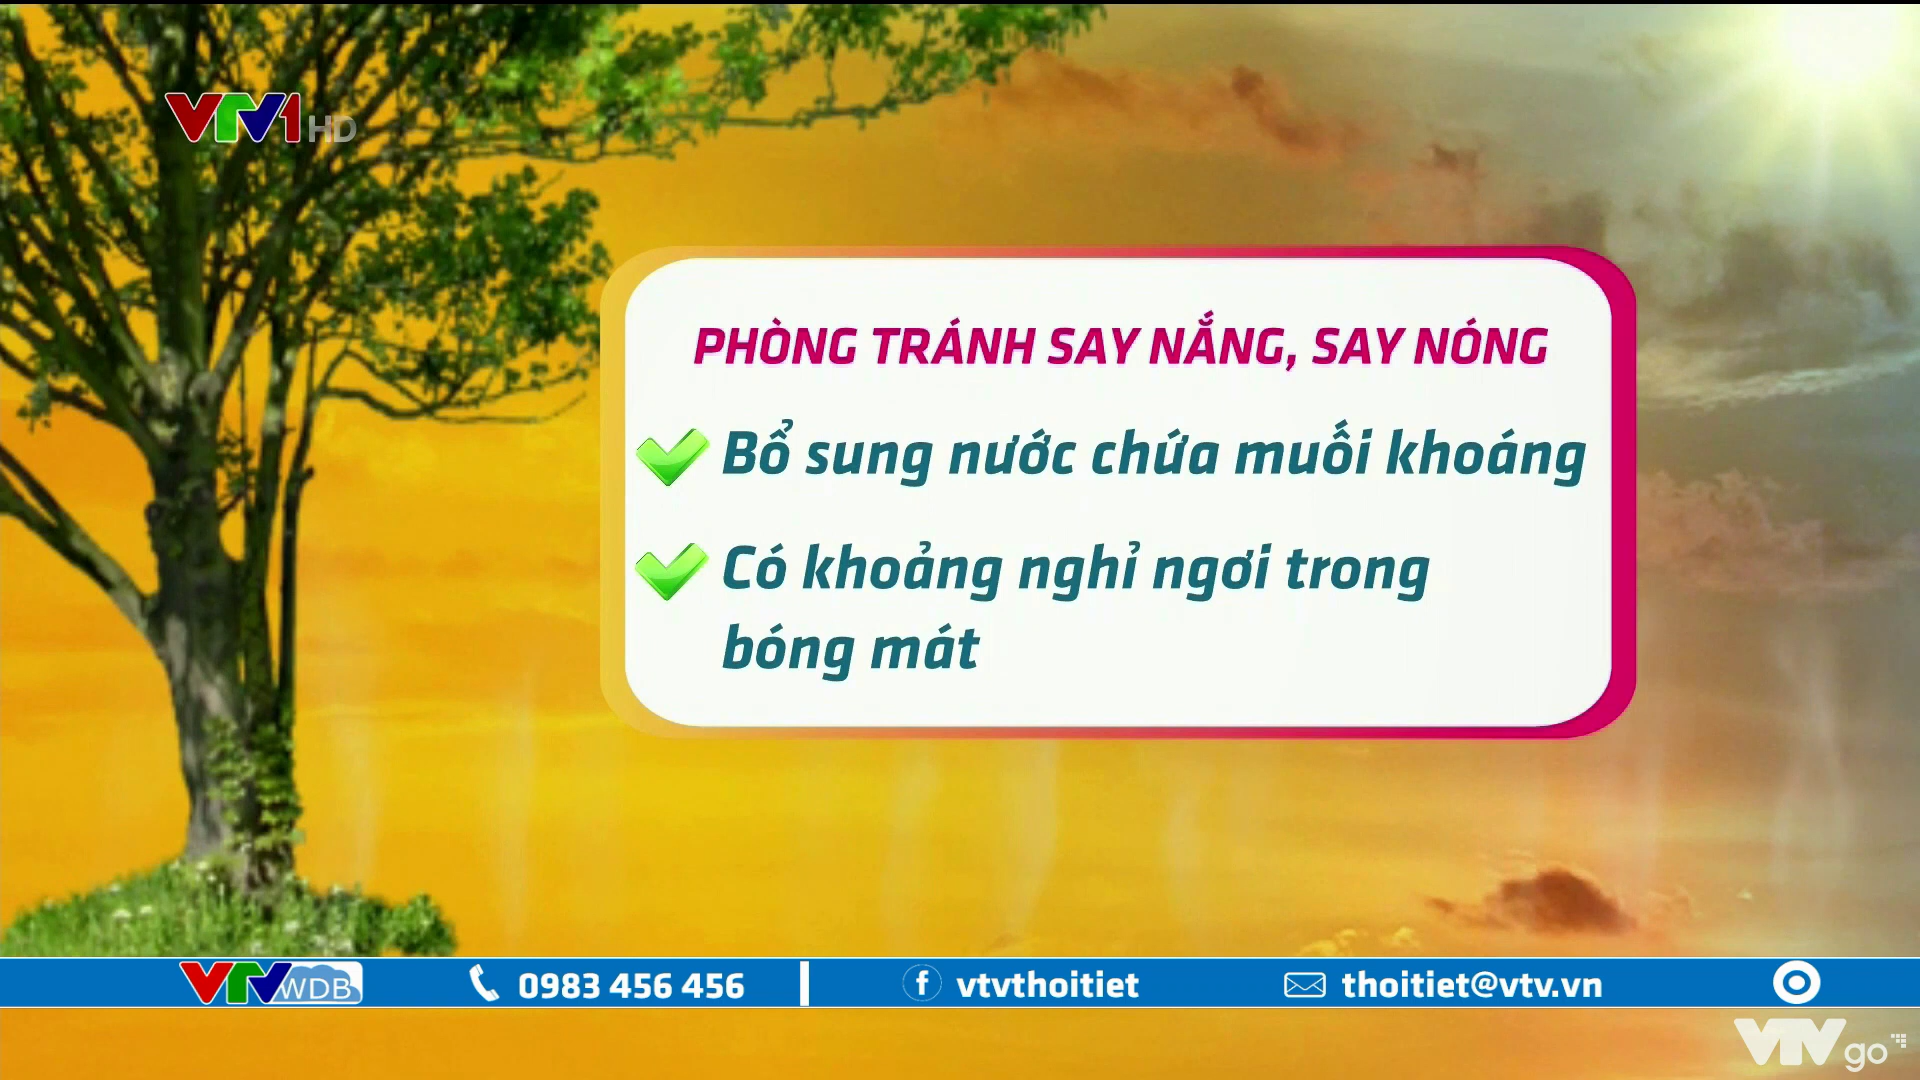 VTV1 HD
PHÒNG TRÁNH SAY NẮNG, SAY NÓNG
Bổ sung nước chứa muối khoáng
Có khoảng nghỉ ngơi trong
bóng mát
VTV WDB 0983 456 456 vtvthoitiet thoitiet@vtv.vn
VTV go